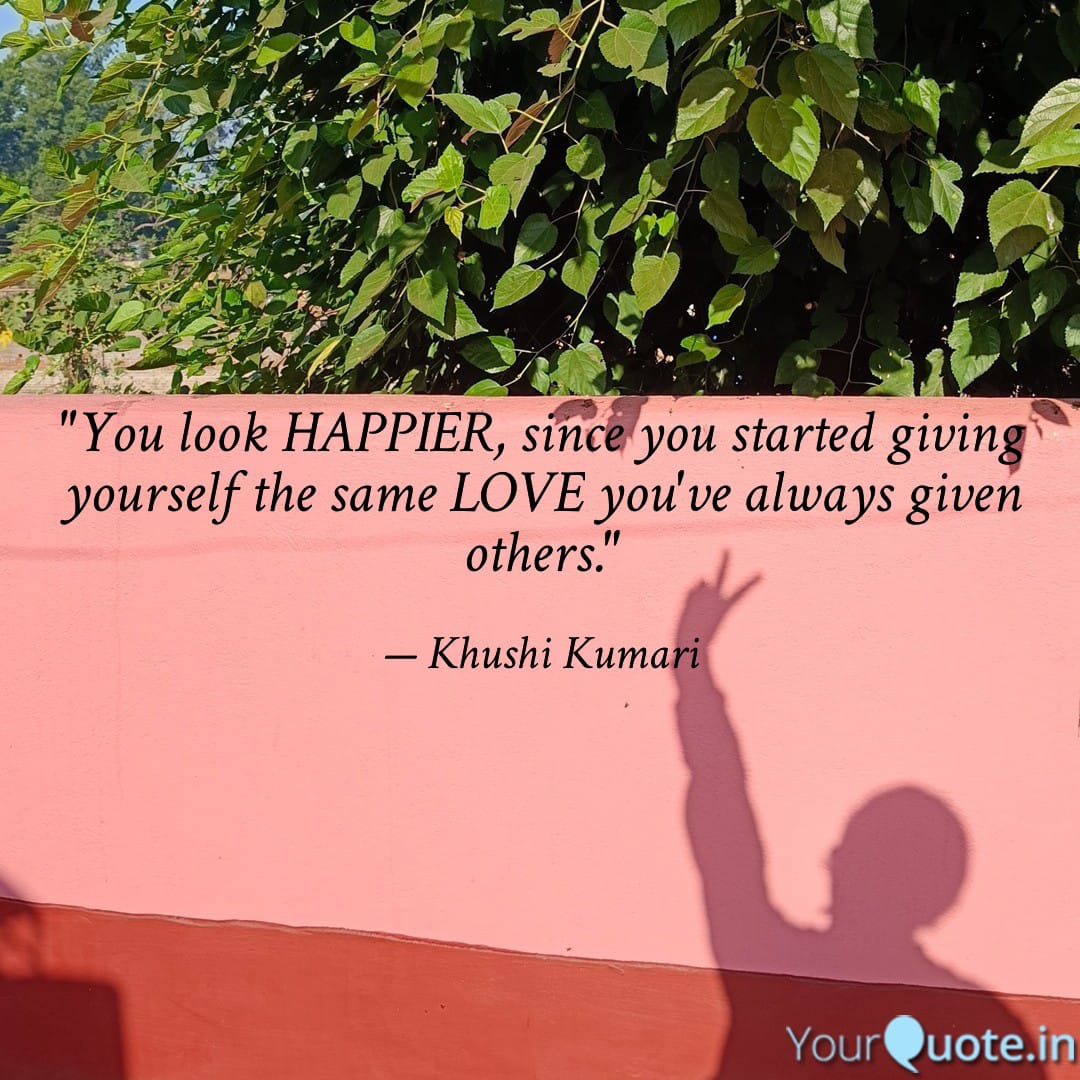 "You look HAPPIER, since you started giving
yourself the same LOVE you've always given
others."
— Khushi Kumari
YourQuote.in